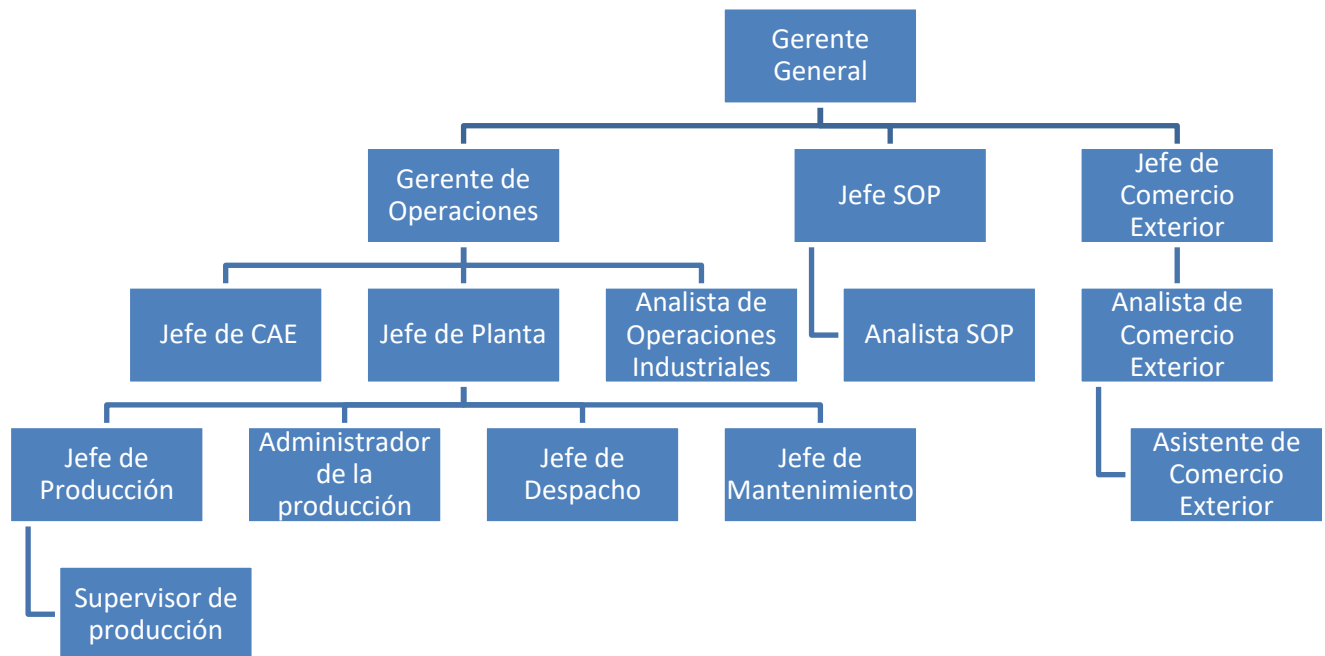 Gerente
General
Gerente de
Operaciones
Jefe SOP
Jefe de
Comercio
Exterior
Jefe de CAE
Jefe de Planta
Analista de
Operaciones
Industriales
Analista SOP
Analista de
Comercio
Exterior
Jefe de
Producción
Administrador
de la
producción
Jefe de
Despacho
Jefe de
Mantenimiento
Asistente de
Comercio
Exterior
Supervisor de
producción